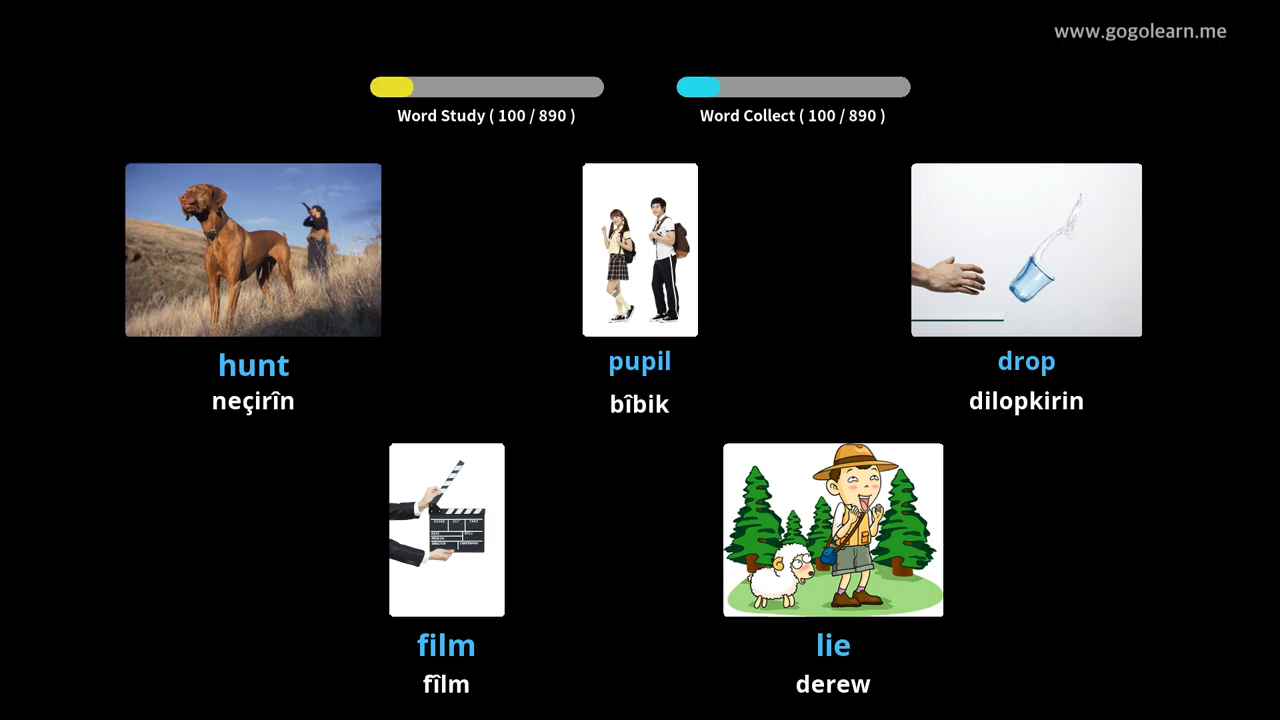 www.gogolearn.me
Word Study ( 100 / 890 )
Word Collect ( 100 / 890 )
hunt
neçirîn
pupil
bîbik
drop
dilopkirin
film
fîlm
lie
derew